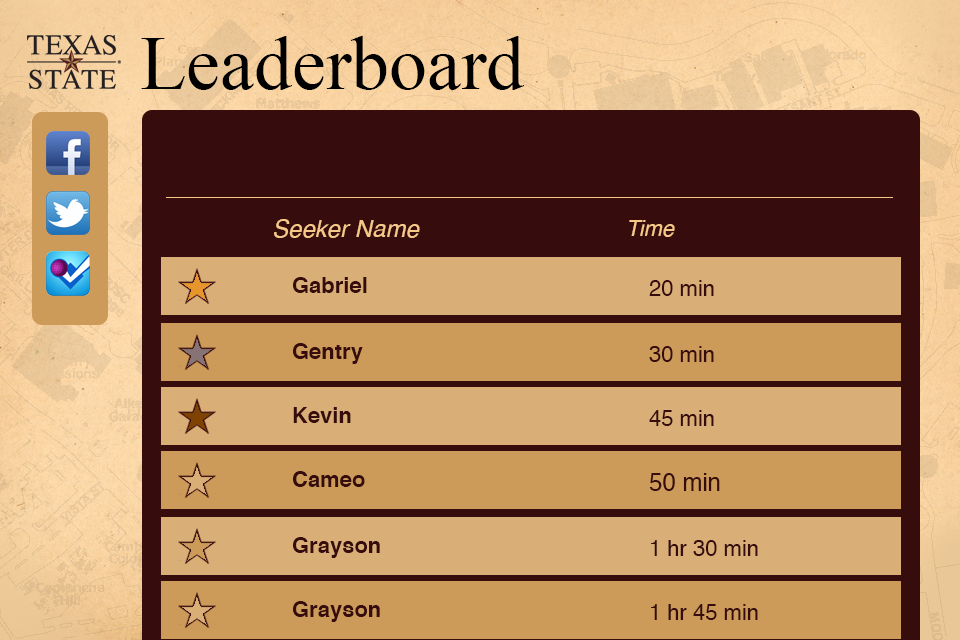 TEXAS
STATE
Leaderboard
Seeker Name Time
Gabriel 20 min
Gentry 30 min
Kevin 45 min
Cameo 50 min
Grayson 1 hr 30 min
Grayson 1 hr 45 min